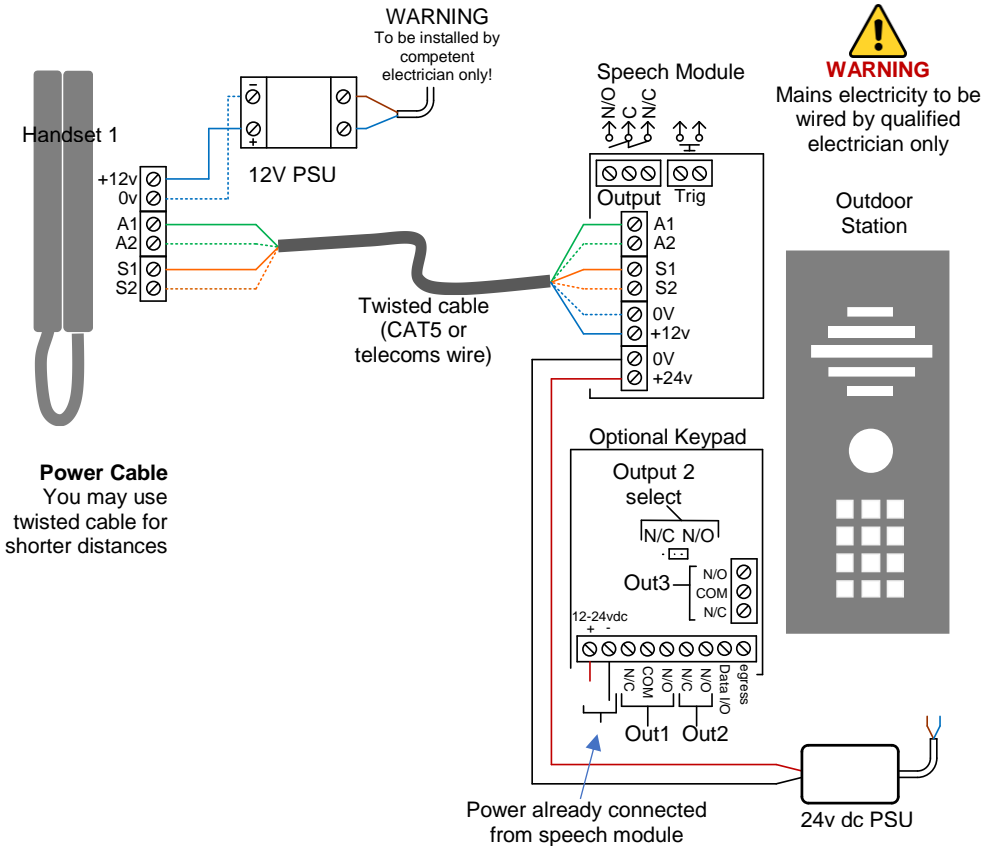 WARNING
To be installed by
competent
electrician only!
WARNING
Mains electricity to be
wired by qualified
electrician only
Handset 1
-
+
12V PSU
+12v
0v
A1
A2
S1
S2
Twisted cable
(CAT5 or
telecoms wire)
Speech Module
N/O
C
N/C
Output
Trig
A1
A2
S1
S2
0V
+12v
0V
+24v
Outdoor
Station
Power Cable
You may use
twisted cable for
shorter distances
Optional Keypad
Output 2
select
N/C N/O
Out3
N/O
COM
N/C
12-24vdc
+ -
N/C
COM
N/O
N/C
N/O
Data I/O
egress
Out1 Out2
Power already connected
from speech module
24v dc PSU